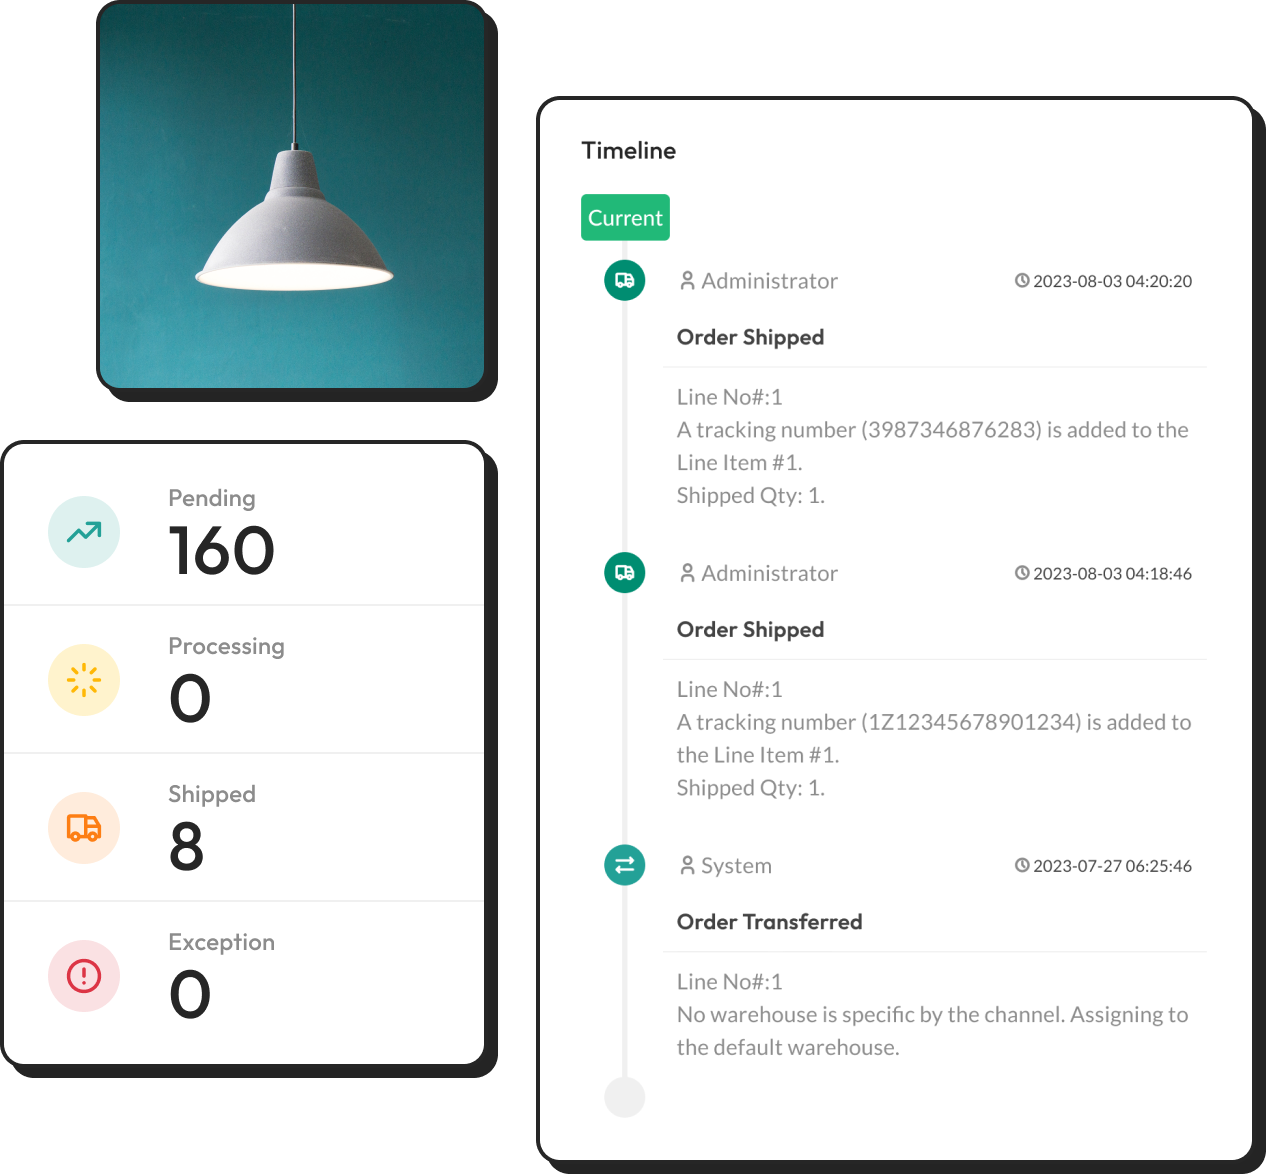 Pending
160
Processing
0
Shipped
8
Exception
0
Timeline
Current
Administrator 2023-08-03 04:20:20
Order Shipped
Line No#:1
A tracking number (3987346876283) is added to the
Line Item #1.
Shipped Qty: 1.
Administrator 2023-08-03 04:18:46
Order Shipped
Line No#:1
A tracking number (1Z12345678901234) is added to
the Line Item #1.
Shipped Qty: 1.
System 2023-07-27 06:25:46
Order Transferred
Line No#:1
No warehouse is specific by the channel. Assigning to
the default warehouse.